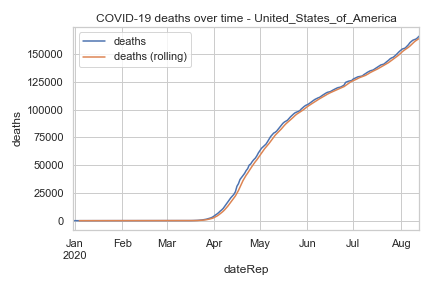 COVID-19 deaths over time - United_States_of_America
deaths
deaths (rolling)
deaths
150000
125000
100000
75000
50000
25000
0
Jan Feb Mar Apr May Jun Jul Aug
2020
dateRep